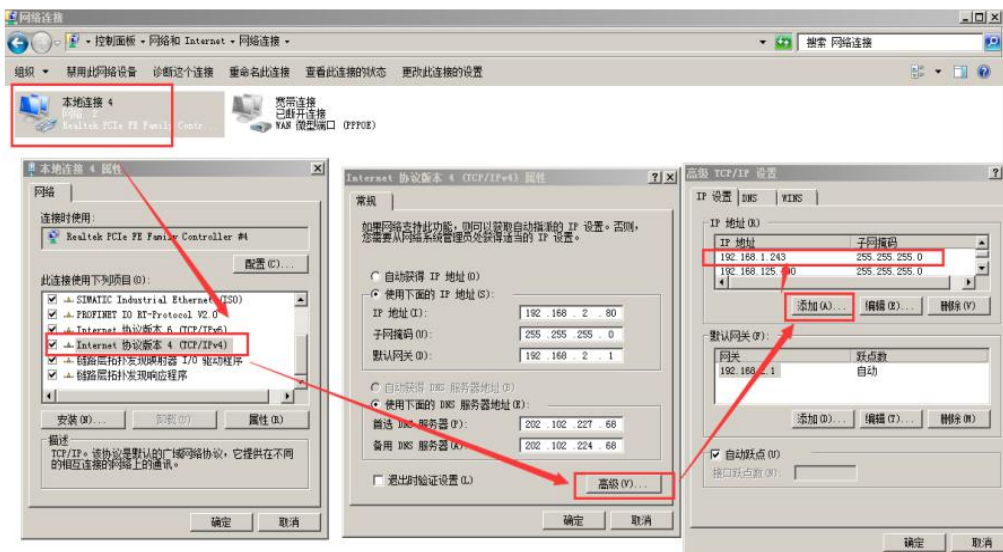 网络连接
控制面板 网络和 Internet 网络连接
搜索 网络连接
组织 禁用此网络设备 诊断这个连接 重命名此连接 查看此连接的状态 更改此连接的设置
本地连接 4
网络 2
Realtek PCIe FE Family Contr...
宽带连接
已断开连接
WAN 微型端口 (PPPOE)
本地连接 4 属性
网络
连接时使用:
Realtek PCIe FE Family Controller #4
配置(C)...
此连接使用下列项目(O):
SIMATIC Industrial Ethernet (ISO)
PROFINET IO RT-Protocol V2.0
Internet 协议版本 6 (TCP/IPv6)
Internet 协议版本 4 (TCP/IPv4)
链路层拓扑发现映射器 I/O 驱动程序
链路层拓扑发现响应程序
安装(N)... 卸载(U) 属性(R)
描述
TCP/IP。该协议是默认的广域网络协议，它提供在不同
的相互连接的网络上的通讯。
确定 取消
Internet 协议版本 4 (TCP/IPv4) 属性
常规
如果网络支持此功能，则可以获取自动指派的 IP 设置。否则，
您需要从网络系统管理员处获得适当的 IP 设置。
自动获得 IP 地址(O)
使用下面的 IP 地址(S):
IP 地址(I): 192 .168 . 2 . 80
子网掩码(U): 255 .255 .255 . 0
默认网关(D): 192 .168 . 2 . 1
自动获得 DNS 服务器地址(B)
使用下面的 DNS 服务器地址(E):
首选 DNS 服务器(P): 202 .102 .227 . 68
备用 DNS 服务器(A): 202 .102 .224 . 68
退出时验证设置(L)
高级(V)...
确定 取消
高级 TCP/IP 设置
IP 设置 DNS WINS
IP 地址(R)
IP 地址 子网掩码
192.168.1.243 255.255.255.0
255.255.255.0
添加(A)... 编辑(E)... 删除(V)
默认网关(F):
网关 跃点数
自动
添加(D)... 编辑(T)... 删除(M)
自动跃点(U)
接口跃点数(N):
确定 取消